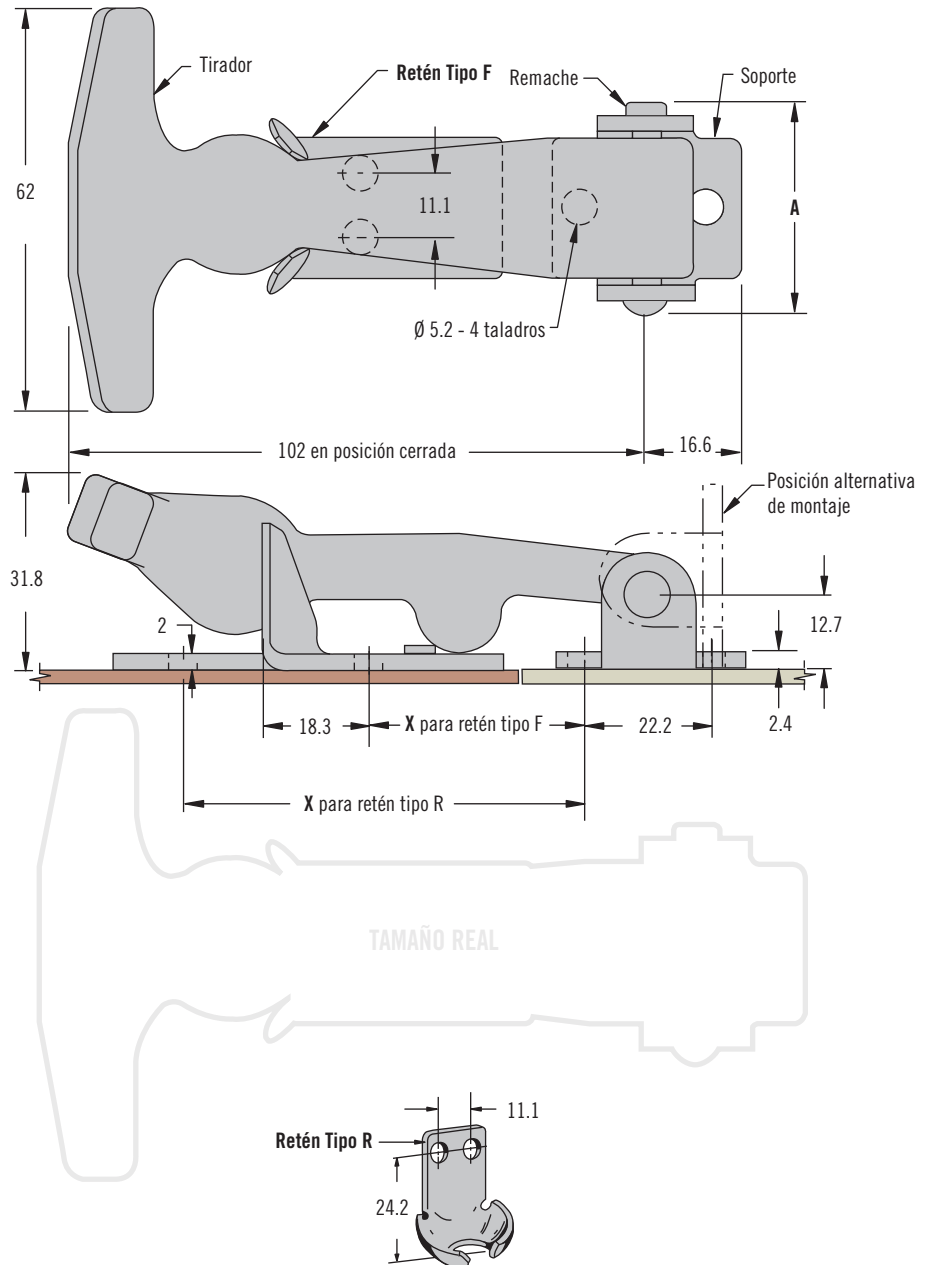 Tirador
Retén Tipo F
Remache
Soporte
62
11.1
A
Ø 5.2 - 4 taladros
102 en posición cerrada
16.6
Posición alternativa
de montaje
31.8
2
12.7
18.3
X para retén tipo F
22.2
2.4
X para retén tipo R
TAMAÑO REAL
11.1
Retén Tipo R
24.2